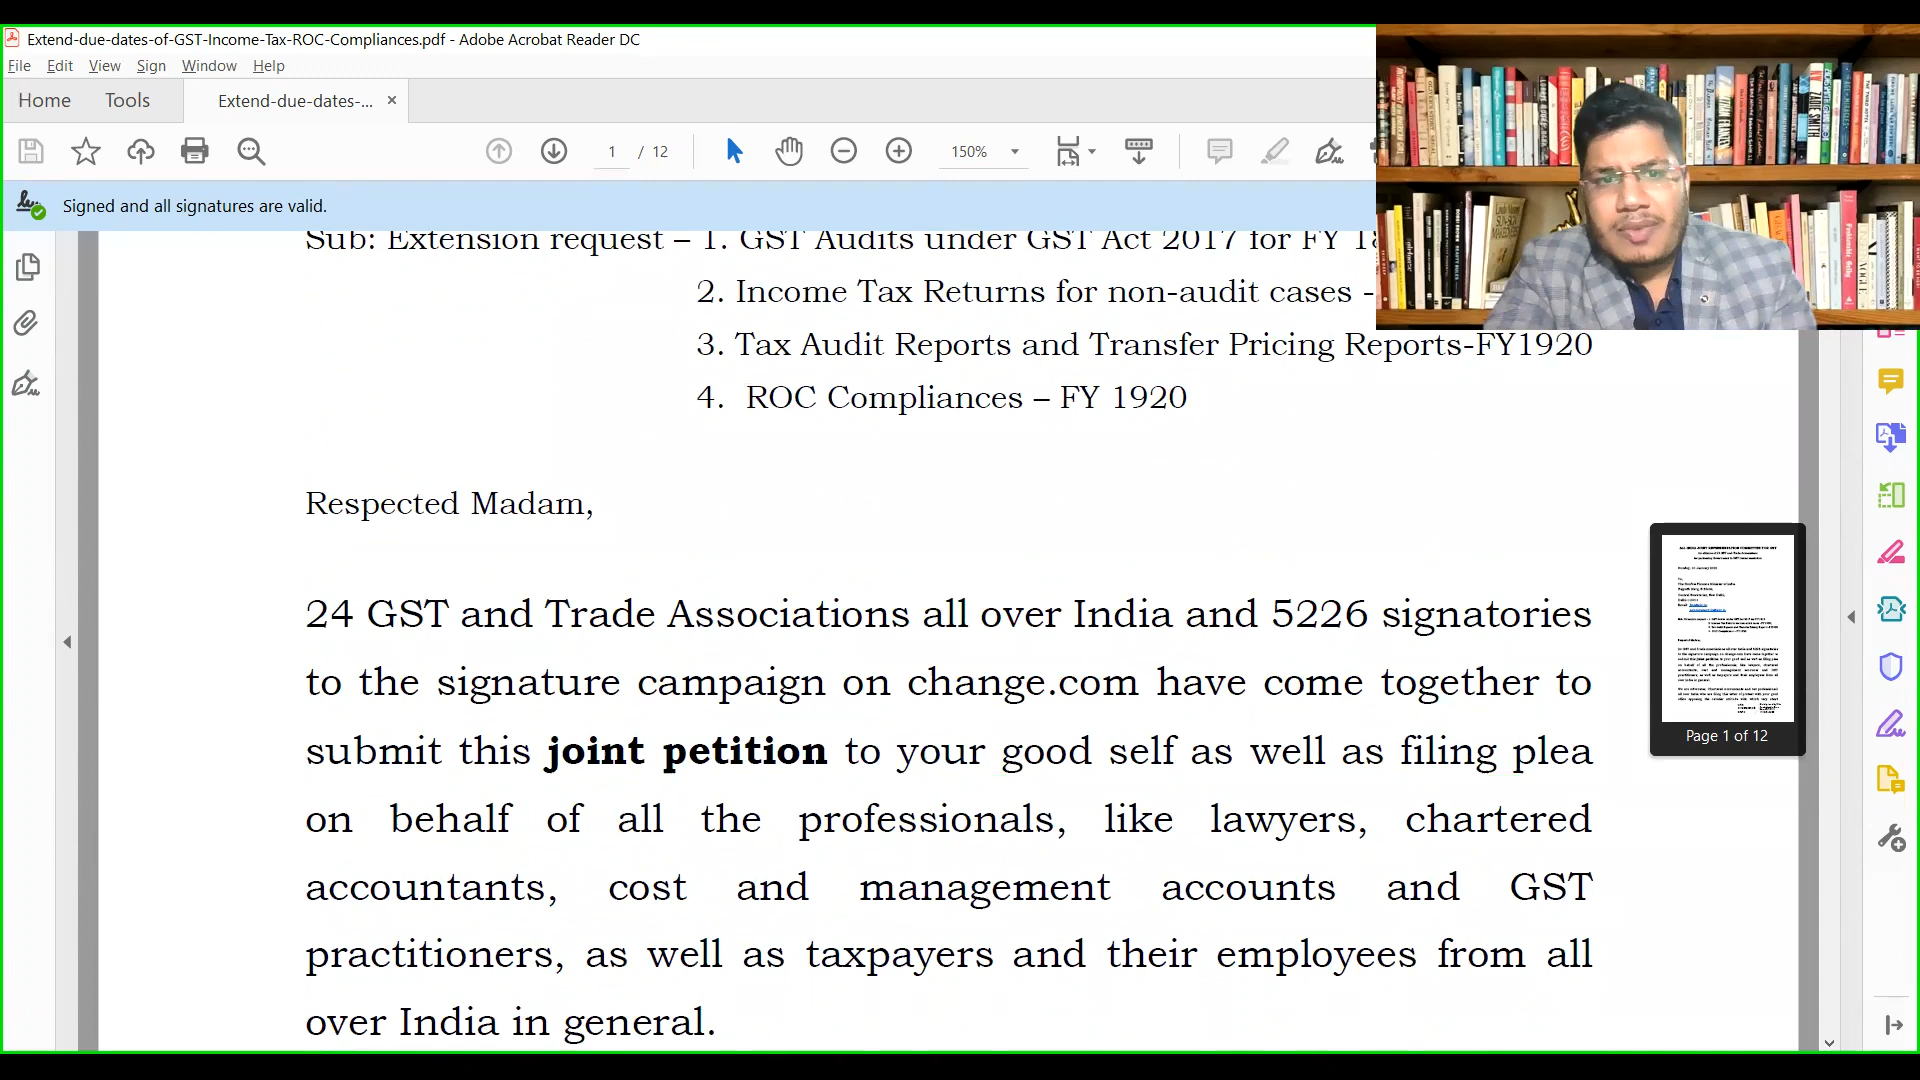 Extend-due-dates-of-GST-Income-Tax-ROC-Compliances.pdf - Adobe Acrobat Reader DC
File Edit View Sign Window Help
Home Tools Extend-due-dates-... ×
1 / 12 150%
Signed and all signatures are valid.
Sub: Extension request – 1. GST Audits under GST Act 2017 for FY
2. Income Tax Returns for non-audit cases -
3. Tax Audit Reports and Transfer Pricing Reports-FY1920
4. ROC Compliances – FY 1920
Respected Madam,
24 GST and Trade Associations all over India and 5226 signatories
to the signature campaign on change.com have come together to
submit this joint petition to your good self as well as filing plea
on behalf of all the professionals, like lawyers, chartered
accountants, cost and management accounts and GST
practitioners, as well as taxpayers and their employees from all
over India in general.
Page 1 of 12
ZADIE SMITH